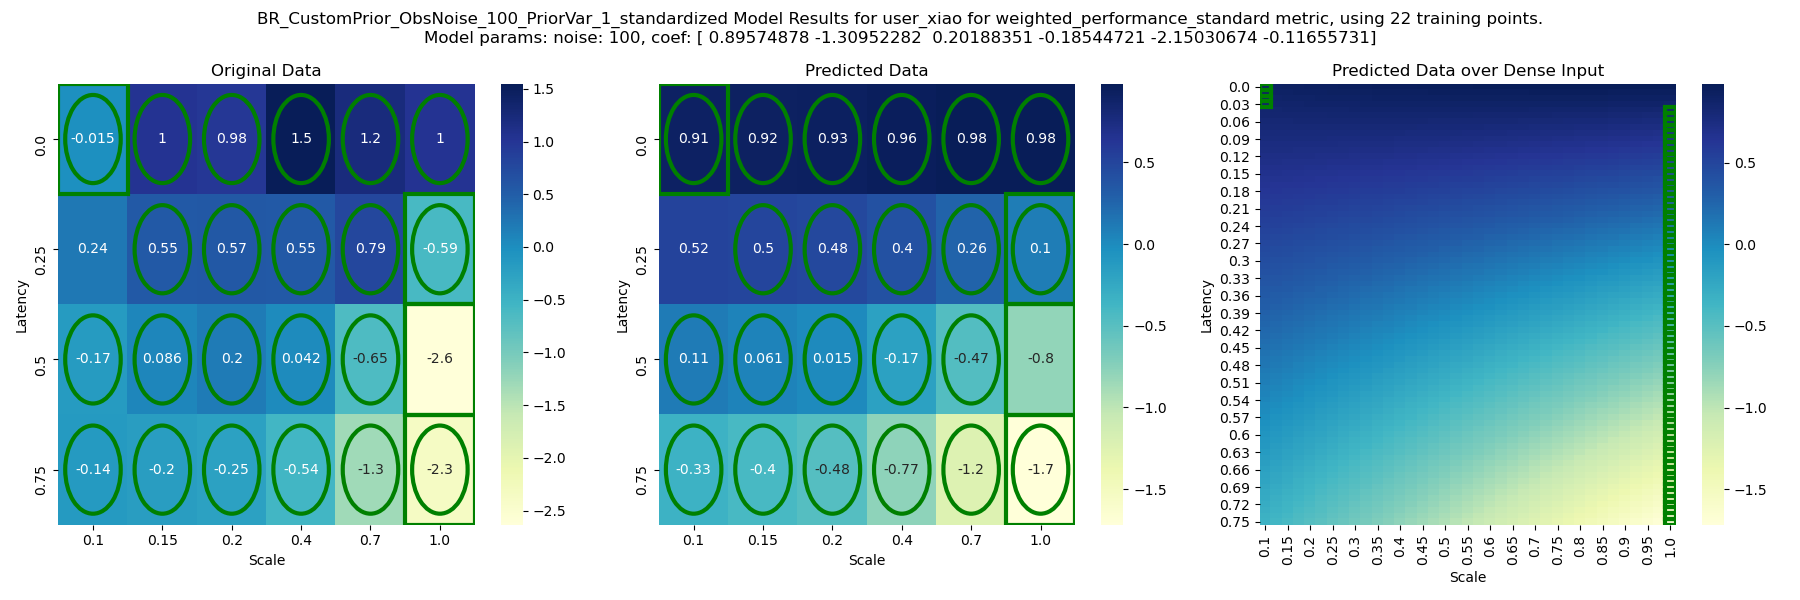 BR_CustomPrior_ObsNoise_100_PriorVar_1_standardized Model Results for user_xiao for weighted_performance_standard metric, using 22 training points.
Model params: noise: 100, coef: [ 0.89574878 -1.30952282  0.20188351 -0.18544721 -2.15030674 -0.11655731]
Original Data
Latency
0.0
0.25
0.5
0.75
-0.015 1 0.98 1.5 1.2 1
0.24 0.55 0.57 0.55 0.79 -0.59
-0.17 0.086 0.2 0.042 -0.65 -2.6
-0.14 -0.2 -0.25 -0.54 -1.3 -2.3
0.1 0.15 0.2 0.4 0.7 1.0
Scale
1.5
1.0
0.5
0.0
−0.5
−1.0
−1.5
−2.0
−2.5
Predicted Data
Latency
0.0
0.25
0.5
0.75
0.91 0.92 0.93 0.96 0.98 0.98
0.52 0.5 0.48 0.4 0.26 0.1
0.11 0.061 0.015 -0.17 -0.47 -0.8
-0.33 -0.4 -0.48 -0.77 -1.2 -1.7
0.1 0.15 0.2 0.4 0.7 1.0
Scale
0.5
0.0
−0.5
−1.0
−1.5
Predicted Data over Dense Input
Latency
0.0
0.03
0.06
0.09
0.12
0.15
0.18
0.21
0.24
0.27
0.3
0.33
0.36
0.39
0.42
0.45
0.48
0.51
0.54
0.57
0.6
0.63
0.66
0.69
0.72
0.75
0.1 0.15 0.2 0.25 0.3 0.35 0.4 0.45 0.5 0.55 0.6 0.65 0.7 0.75 0.8 0.85 0.9 0.95 1.0
Scale
0.5
0.0
−0.5
−1.0
−1.5